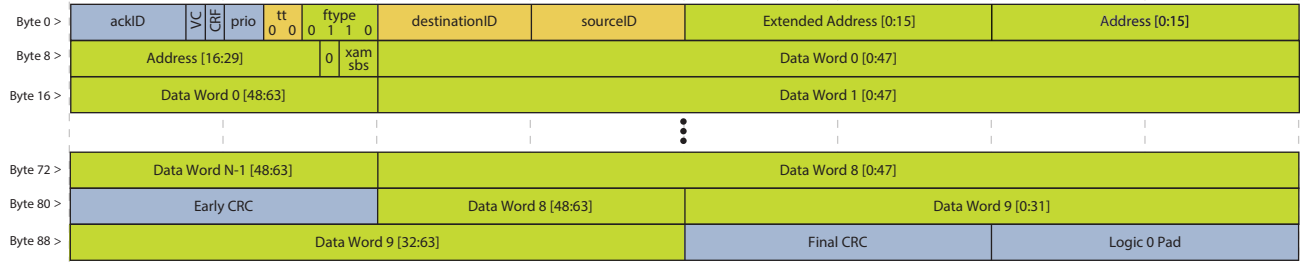 Byte 0 > ackID VC CRF prio tt 0 0 ftype 0 1 1 0 destinationID sourceID Extended Address [0:15] Address [0:15]
Byte 8 > Address [16:29] 0 xam sbs Data Word 0 [0:47]
Byte 16 > Data Word 0 [48:63] Data Word 1 [0:47]
Byte 72 > Data Word N-1 [48:63] Data Word 8 [0:47]
Byte 80 > Early CRC Data Word 8 [48:63] Data Word 9 [0:31]
Byte 88 > Data Word 9 [32:63] Final CRC Logic 0 Pad